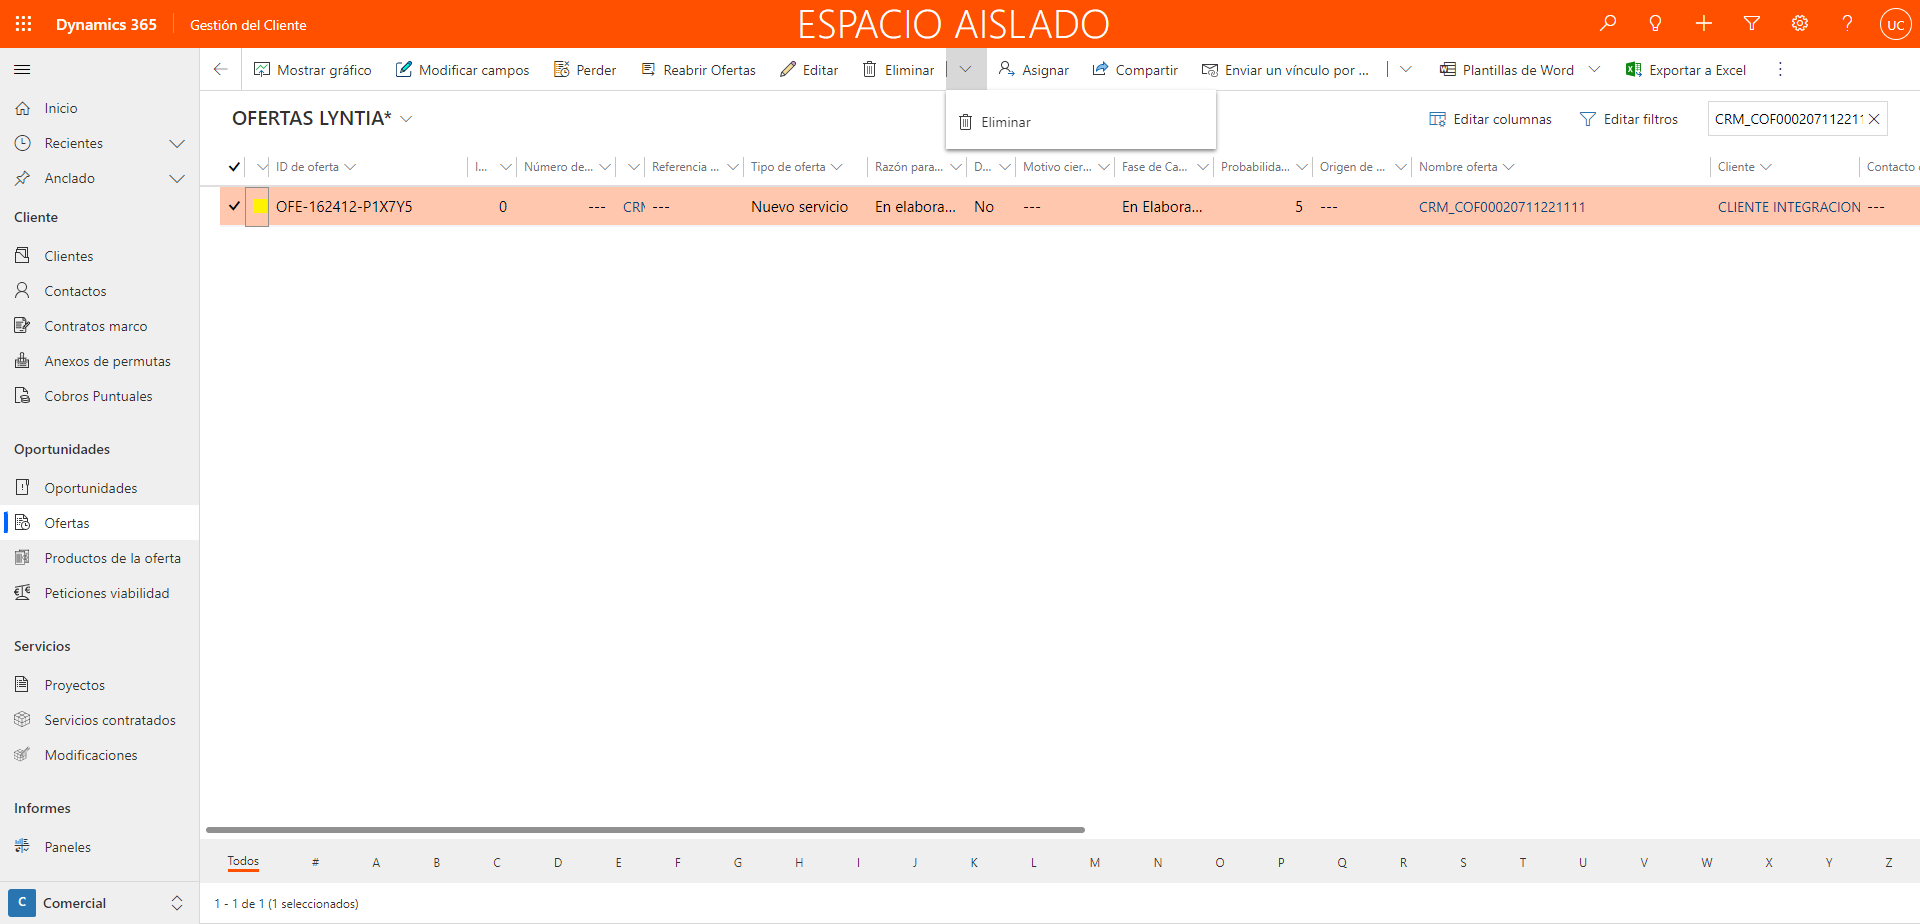 Dynamics 365
Gestión del Cliente
ESPACIO AISLADO
?
UC
Mostrar gráfico
Modificar campos
Perder
Reabrir Ofertas
Editar
Eliminar
Asignar
Compartir
Enviar un vínculo por ...
Plantillas de Word
Exportar a Excel
Eliminar
OFERTAS LYNTIA*
Editar columnas
Editar filtros
CRM_COF00020711221
ID de oferta
I...
Número de...
Referencia ...
Tipo de oferta
Razón para...
D...
Motivo cier...
Fase de Ca...
Probabilida...
Origen de ...
Nombre oferta
Cliente
Contacto
OFE-162412-P1X7Y5
0
---
CRM
---
Nuevo servicio
En elabora...
No
---
En Elabora...
5
---
CRM_COF00020711221111
CLIENTE INTEGRACION
---
Inicio
Recientes
Anclado
Cliente
Clientes
Contactos
Contratos marco
Anexos de permutas
Cobros Puntuales
Oportunidades
Oportunidades
Ofertas
Productos de la oferta
Peticiones viabilidad
Servicios
Proyectos
Servicios contratados
Modificaciones
Informes
Paneles
C
Comercial
Todos
#
A
B
C
D
E
F
G
H
I
J
K
L
M
N
O
P
Q
R
S
T
U
V
W
X
Y
Z
1 - 1 de 1 (1 seleccionados)